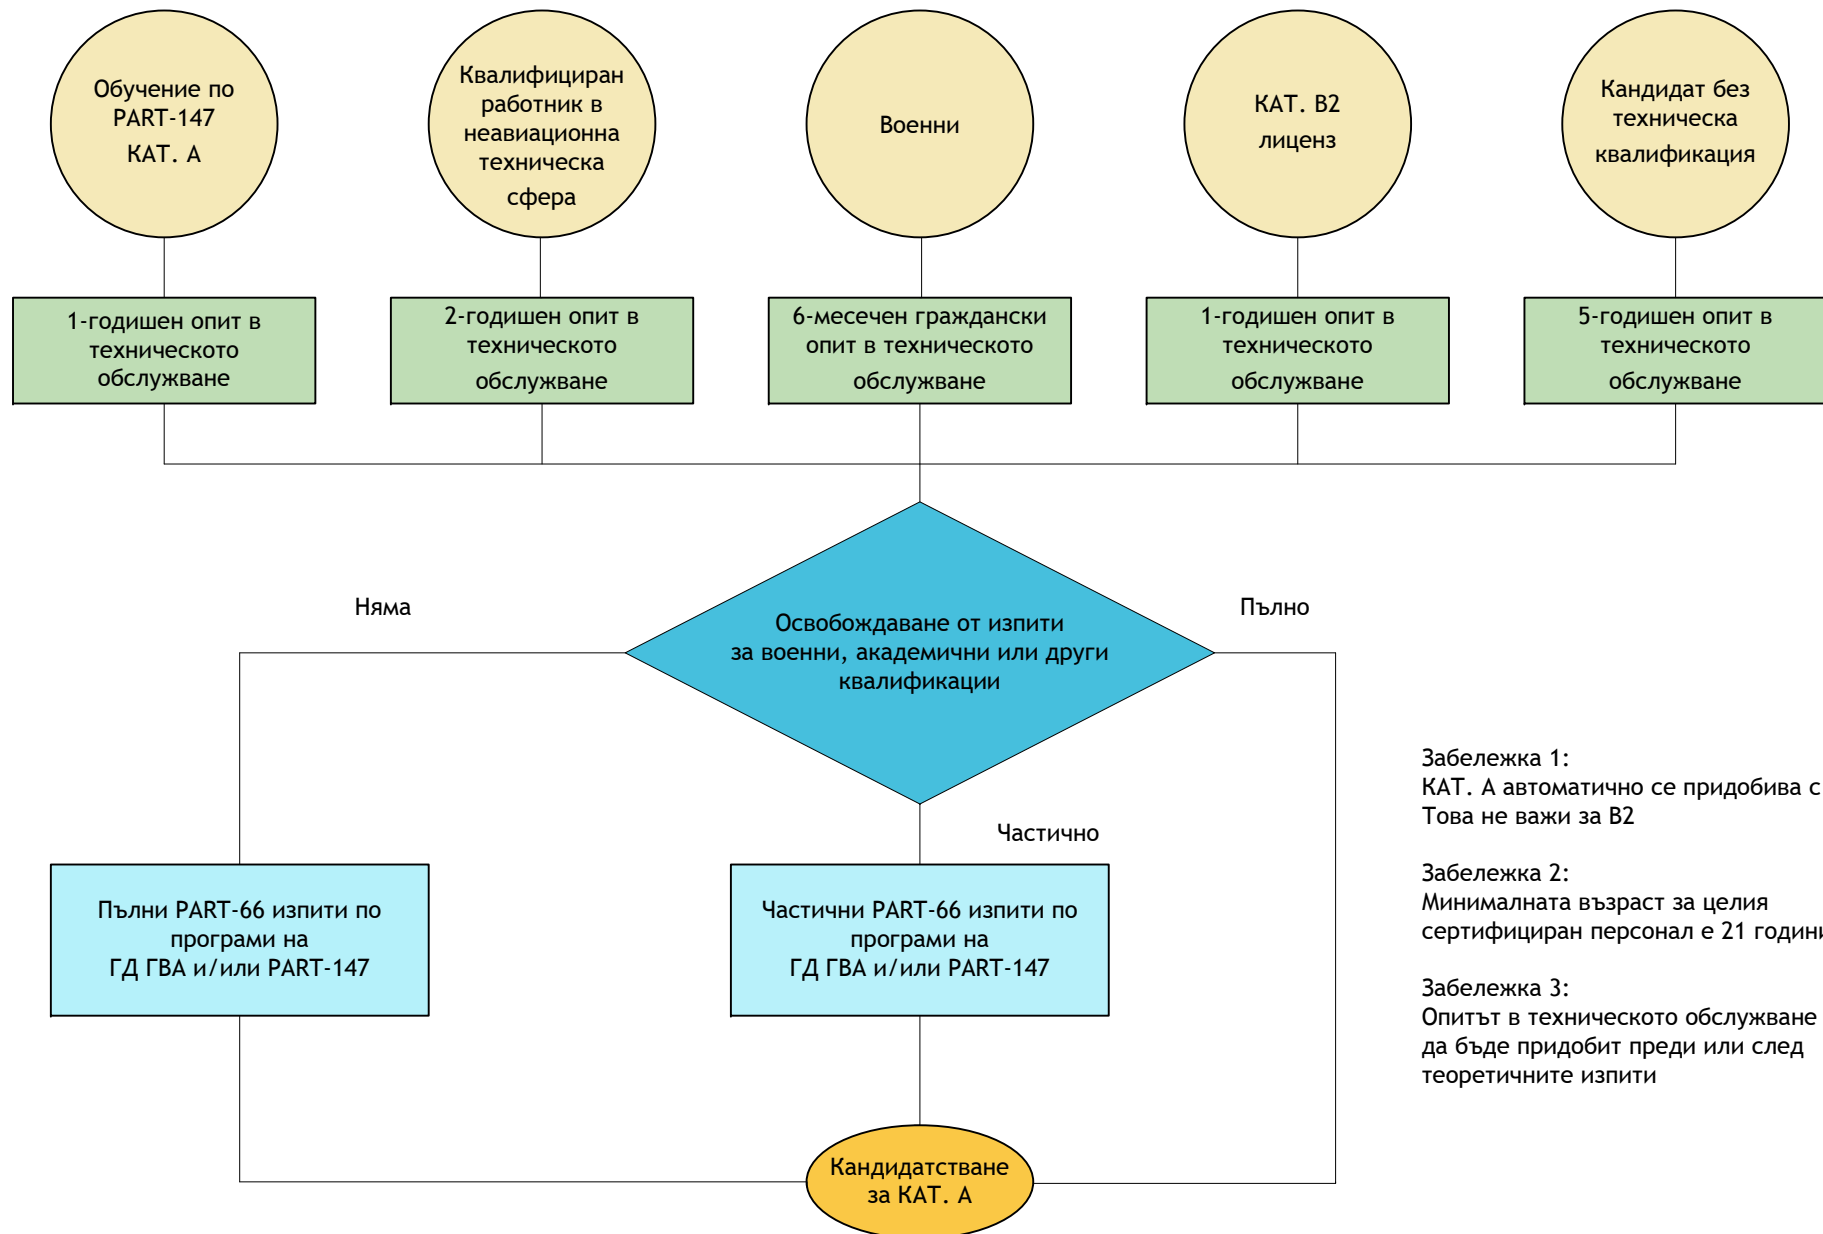 Обучение по
PART-147
КАТ. А
Квалифициран
работник в
неавиационна
техническа
сфера
Военни
КАТ. В2
лиценз
Кандидат без
техническа
квалификация
1-годишен опит в
техническото
обслужване
2-годишен опит в
техническото
обслужване
6-месечен граждански
опит в техническото
обслужване
1-годишен опит в
техническото
обслужване
5-годишен опит в
техническото
обслужване
Няма
Освобождаване от изпити
за военни, академични или други
квалификации
Пълно
Частично
Пълни PART-66 изпити по
програми на
ГД ГВА и/или PART-147
Частични PART-66 изпити по
програми на
ГД ГВА и/или PART-147
Кандидатстване
за КАТ. А
Забележка 1:
КАТ. А автоматично се придобива с
Това не важи за В2
Забележка 2:
Минималната възраст за целия
сертифициран персонал е 21 години
Забележка 3:
Опитът в техническото обслужване
да бъде придобит преди или след
теоретичните изпити